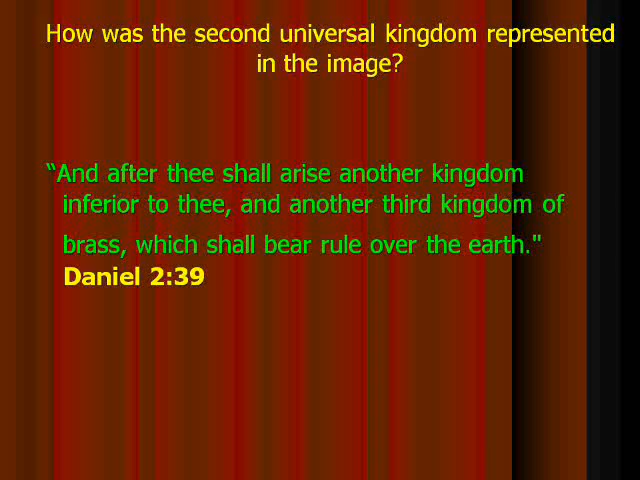 How was the second universal kingdom represented
in the image?
“And after thee shall arise another kingdom
inferior to thee, and another third kingdom of
brass, which shall bear rule over the earth."
Daniel 2:39